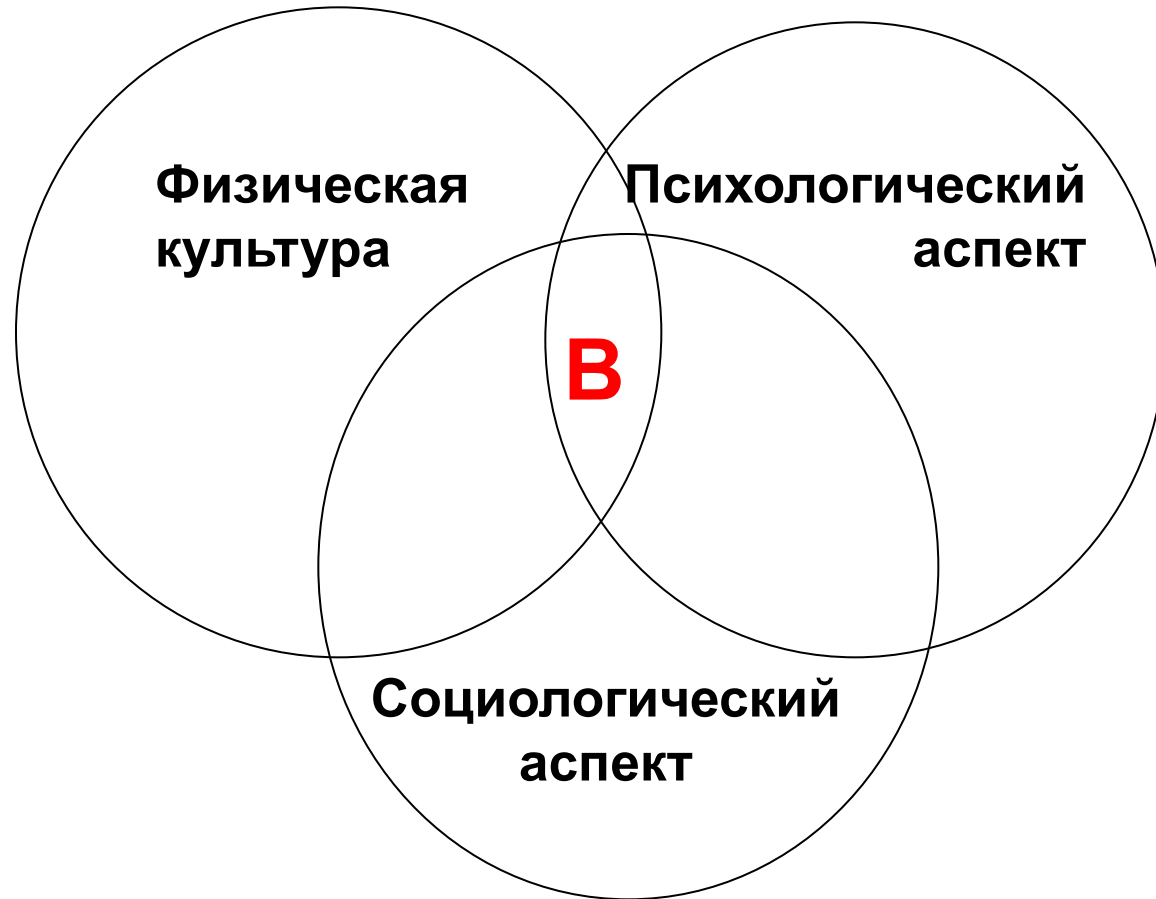 Физическая
культура
Психологический
аспект
В
Социологический
аспект